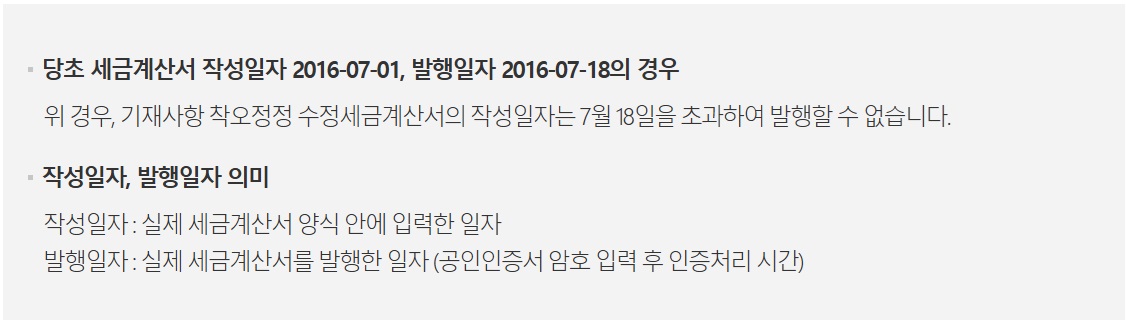 당초 세금계산서 작성일자 2016-07-01, 발행일자 2016-07-18의 경우
위 경우, 기재사항 착오정정 수정세금계산서의 작성일자는 7월 18일을 초과하여 발행할 수 없습니다.
작성일자, 발행일자 의미
작성일자 : 실제 세금계산서 양식 안에 입력한 일자
발행일자 : 실제 세금계산서를 발행한 일자 (공인인증서 암호 입력 후 인증처리 시간)